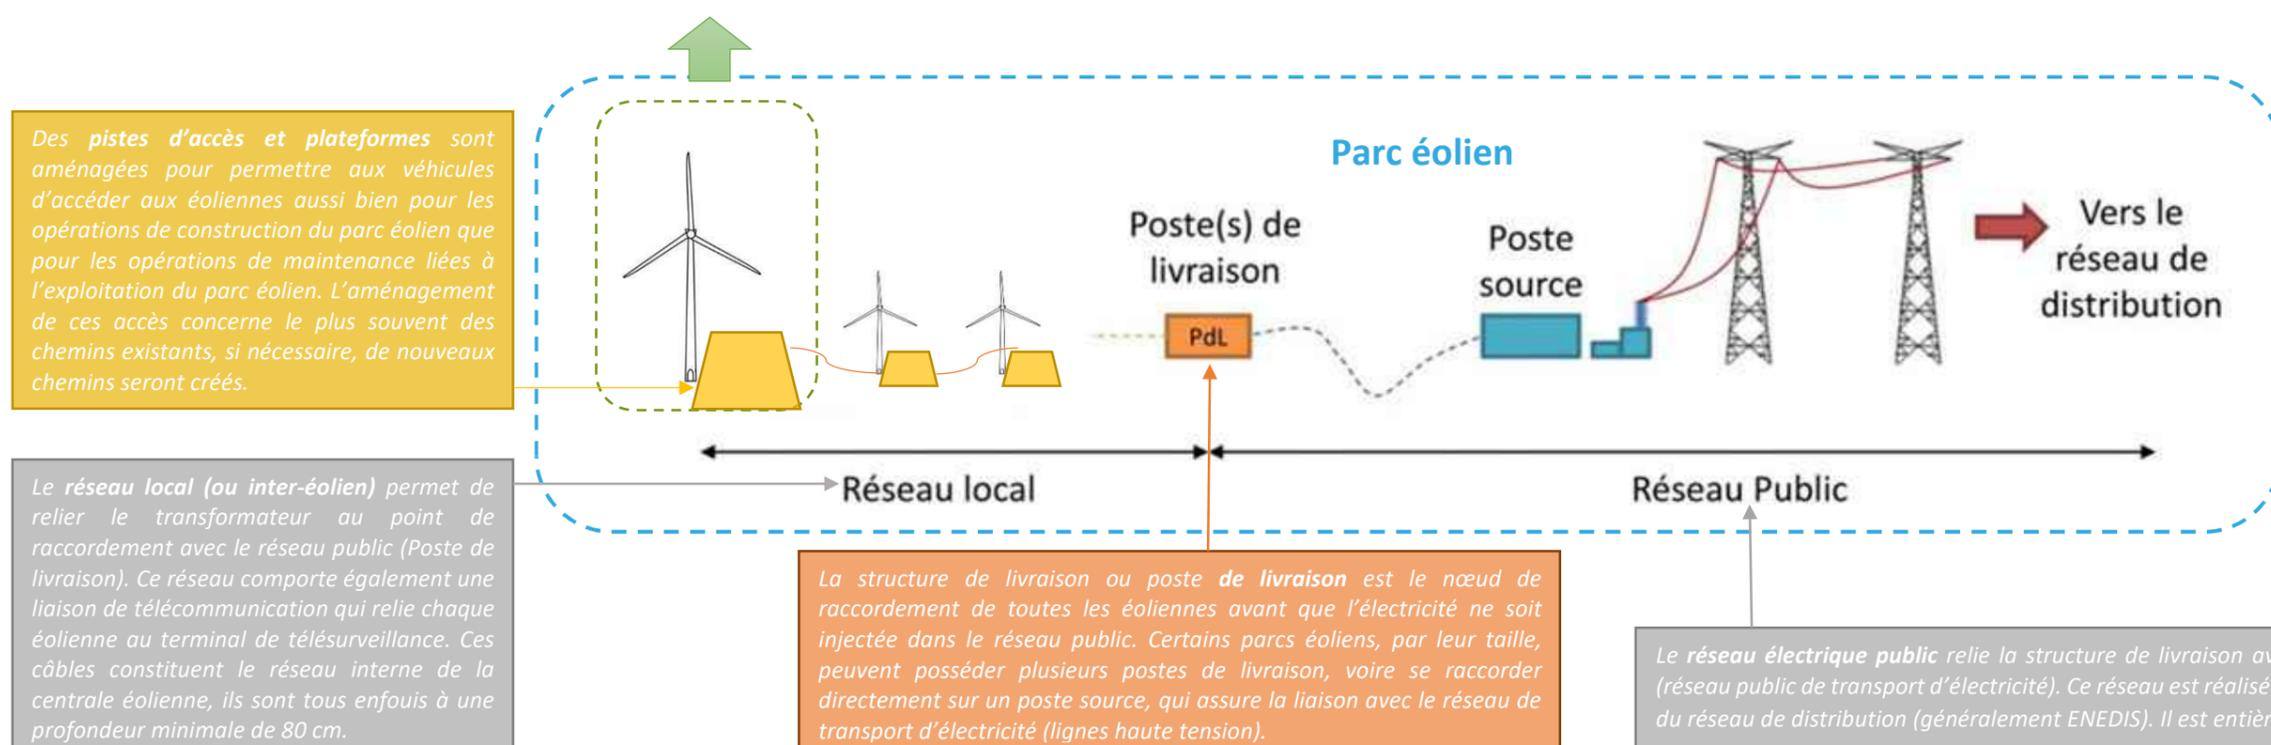 Des pistes d'accès et plateformes sont
aménagées pour permettre aux véhicules
d'accéder aux éoliennes aussi bien pour les
opérations de construction du parc éolien que
pour les opérations de maintenance liées à
l'exploitation du parc éolien. L'aménagement
de ces accès concerne le plus souvent des
chemins existants, si nécessaire, de nouveaux
chemins seront créés.
Parc éolien
Poste(s) de
livraison
PdL
Poste
source
Vers le
réseau de
distribution
Réseau local
Réseau Public
Le réseau local (ou inter-éolien) permet de
relier le transformateur au point de
raccordement avec le réseau public (Poste de
livraison). Ce réseau comporte également une
liaison de télécommunication qui relie chaque
éolienne au terminal de télésurveillance. Ces
câbles constituent le réseau interne de la
centrale éolienne, ils sont tous enfouis à une
profondeur minimale de 80 cm.
La structure de livraison ou poste de livraison est le nœud de
raccordement de toutes les éoliennes avant que l'électricité ne soit
injectée dans le réseau public. Certains parcs éoliens, par leur taille,
peuvent posséder plusieurs postes de livraison, voire se raccorder
directement sur un poste source, qui assure la liaison avec le réseau de
transport d'électricité (lignes haute tension).
Le réseau électrique public relie la structure de livraison
(réseau public de transport d'électricité). Ce réseau est réalisé
du réseau de distribution (généralement ENEDIS). Il est